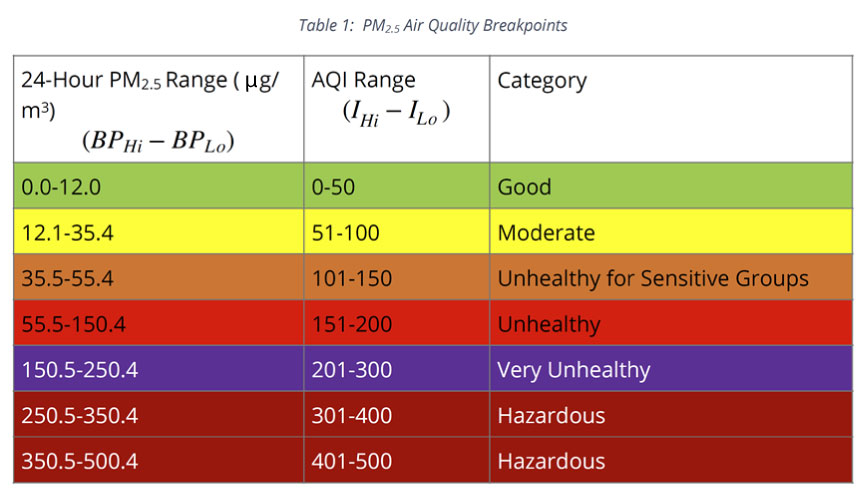 Table 1: PM2.5 Air Quality Breakpoints
24-Hour PM2.5 Range ( μg/
m³)
(BPHi – BPLo)
AQI Range
(IHi – ILo)
Category
0.0-12.0 0-50 Good
12.1-35.4 51-100 Moderate
35.5-55.4 101-150 Unhealthy for Sensitive Groups
55.5-150.4 151-200 Unhealthy
150.5-250.4 201-300 Very Unhealthy
250.5-350.4 301-400 Hazardous
350.5-500.4 401-500 Hazardous